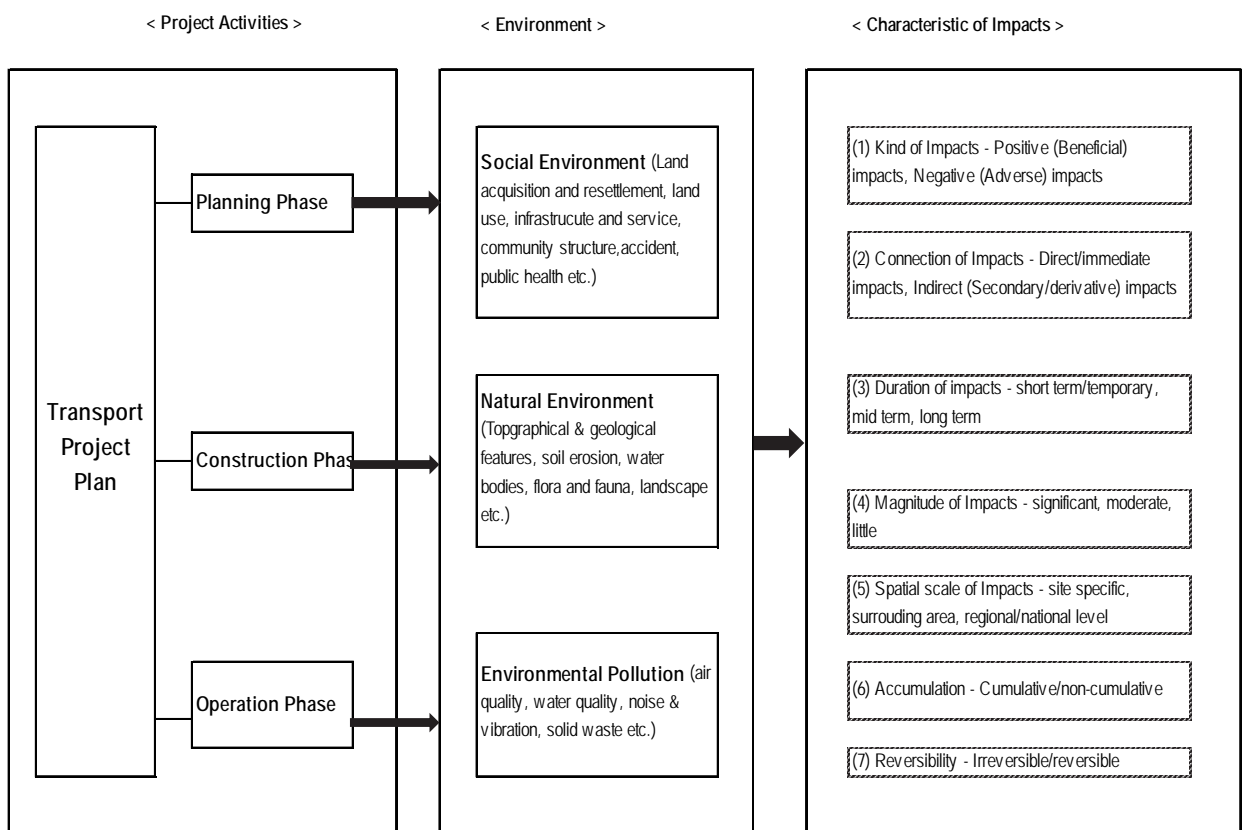 < Project Activities >
< Environment >
< Characteristic of Impacts >
Transport
Project
Plan
Planning Phase
Construction Phas
Operation Phase
Social Environment (Land
acquisition and resettlement, land
use, infrastrucute and service,
community structure,accident,
public health etc.)
Natural Environment
(Topgraphical & geological
features, soil erosion, water
bodies, flora and fauna, landscape
etc.)
Environmental Pollution (air
quality, water quality, noise &
vibration, solid waste etc.)
(1) Kind of Impacts - Positive (Beneficial)
impacts, Negative (Adverse) impacts
(2) Connection of Impacts - Direct/immediate
impacts, Indirect (Secondary/derivative) impacts
(3) Duration of impacts - short term/temporary,
mid term, long term
(4) Magnitude of Impacts - significant, moderate,
little
(5) Spatial scale of Impacts - site specific,
surrouding area, regional/national level
(6) Accumulation - Cumulative/non-cumulative
(7) Reversibility - Irreversible/reversible